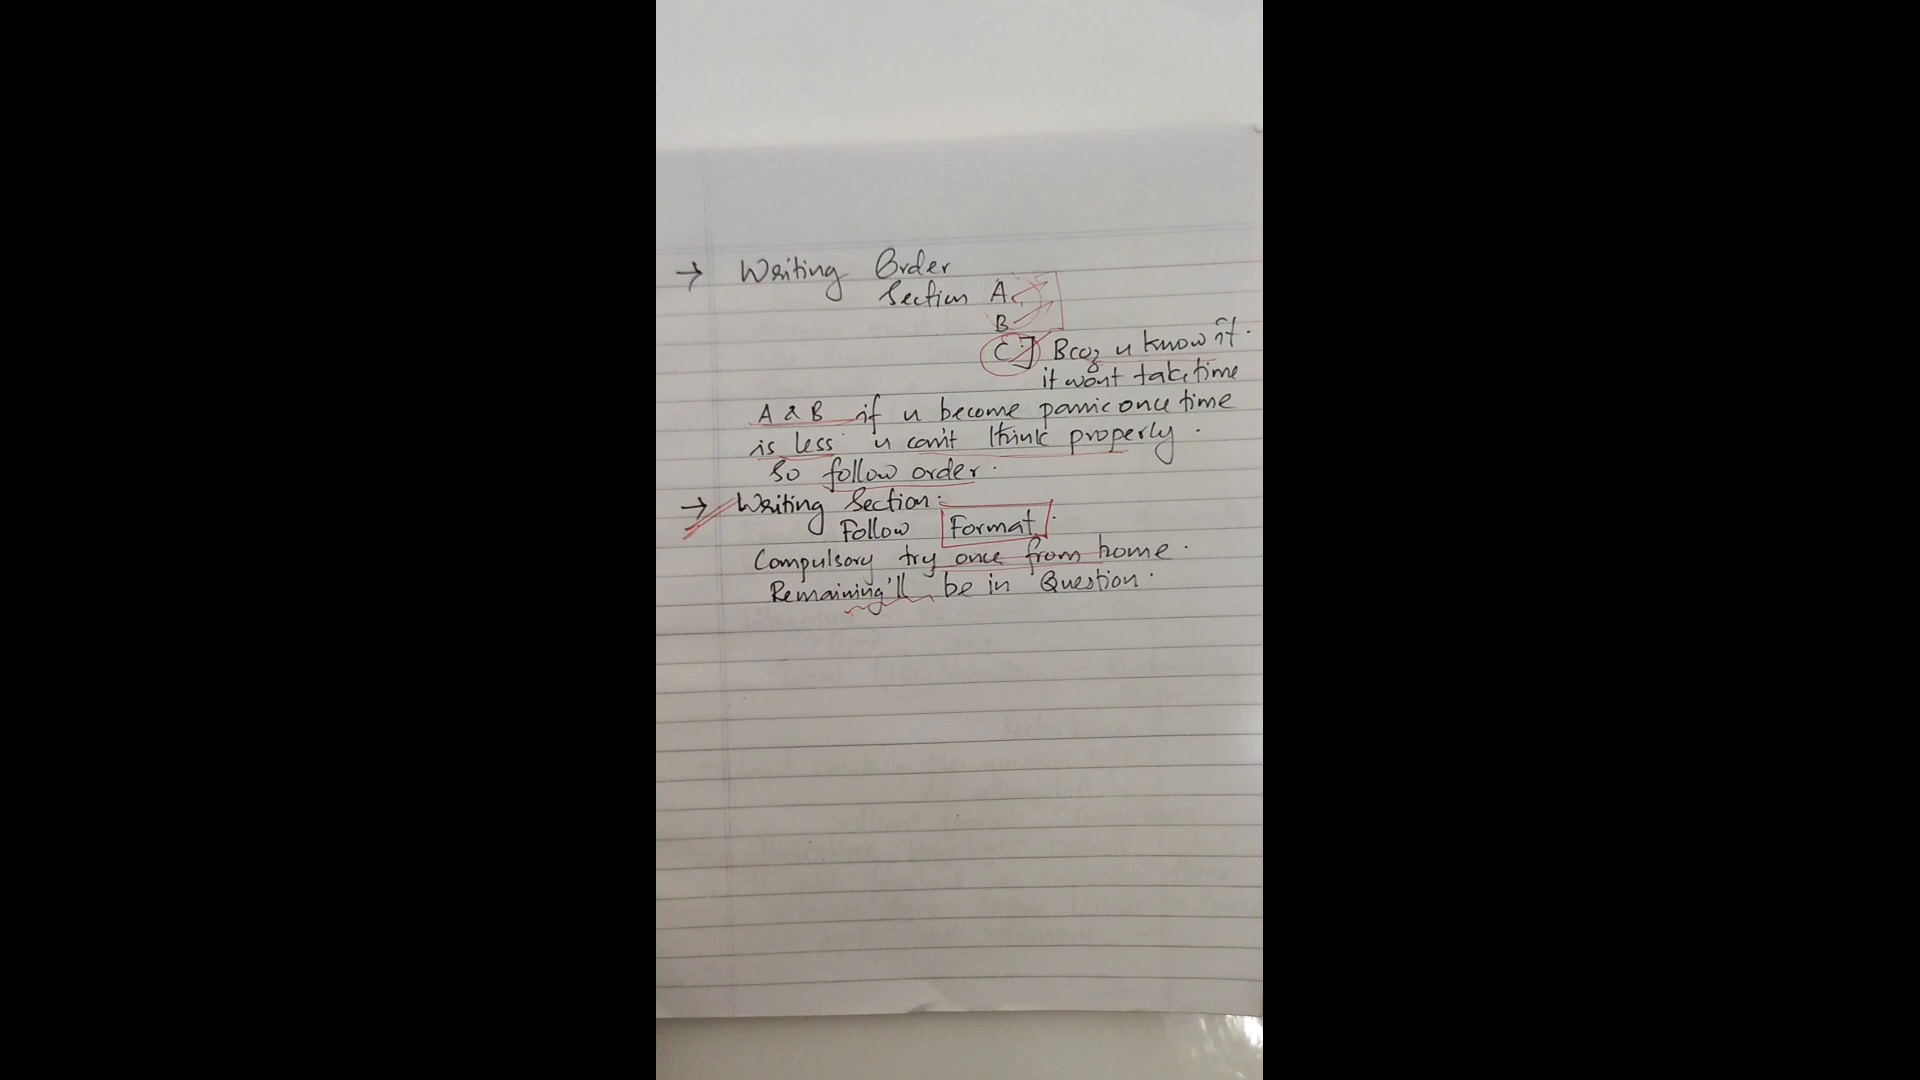 → Writing Order
Section A
B
C] Bcoz u know it.
it wont take time
A & B if u become panic once time
is less u can't think properly.
So follow order.
→ Writing Section:
Follow Format.
Compulsory try once from home.
Remaining'll be in Question.